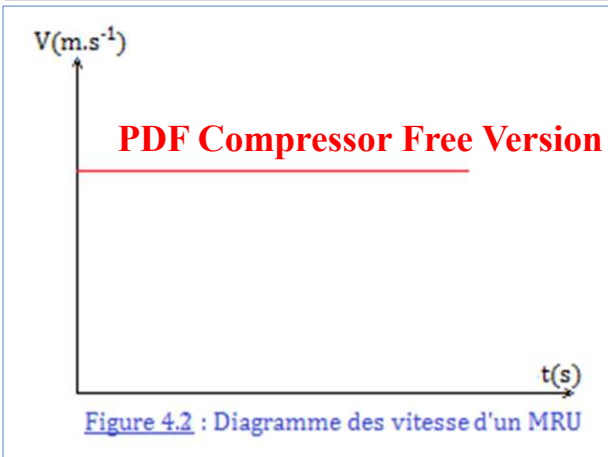 V(m.s⁻¹)
PDF Compressor Free Version
t(s)
Figure 4.2 : Diagramme des vitesse d'un MRU